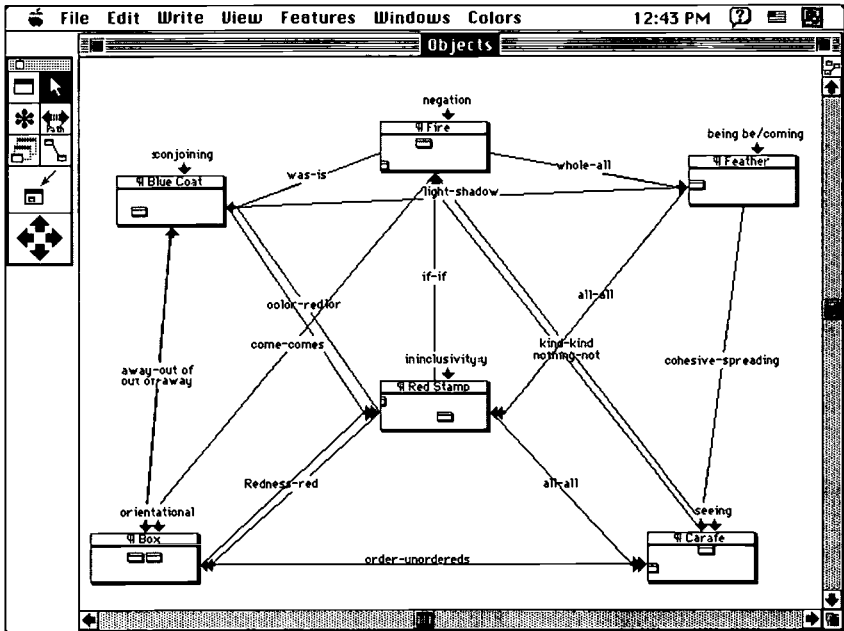 File Edit Write View Features Windows Colors 12:43 PM
Objects
Path
negation
¶ Fire
being be/coming
¶ Feather
conjoining
¶ Blue Coat
was-is
whole-all
light-shadow
if-if
all-all
come-comes
kind-kind
nothing-not
cohesive-spreading
away-out of
out of-away
¶ Red Stamp
Redness-red
all-all
orientational
¶ Box
seeing
¶ Carafe
order-unordereds